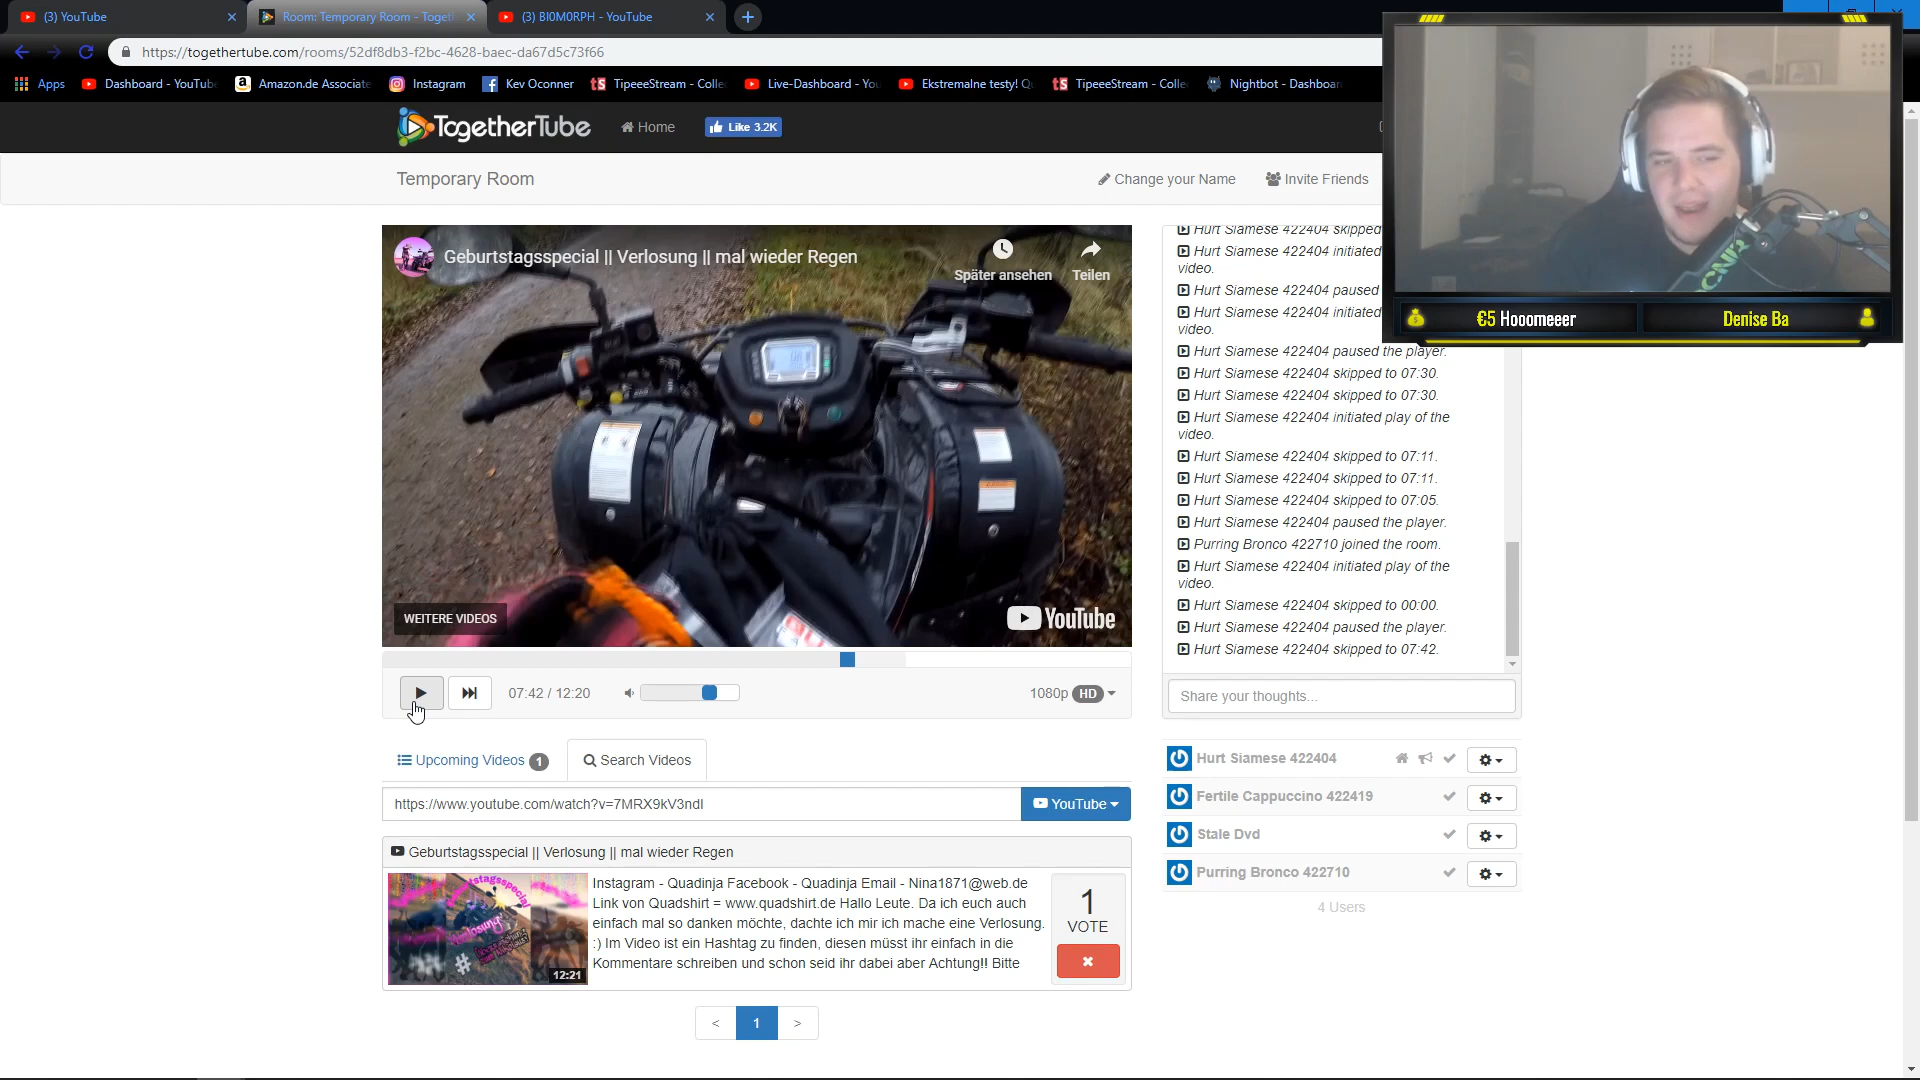 (3) YouTube
Room: Temporary Room - Togeth
(3) BI0M0RPH - YouTube
https://togethertube.com/rooms/52df8db3-f2bc-4628-baec-da67d5c73f66
Apps
Dashboard - YouTub
Amazon.de Associate
Instagram
Kev Oconner
TipeeeStream - Colle
Live-Dashboard - You
Ekstremalne testy! Q
TipeeeStream - Colle
Nightbot - Dashboar
TogetherTube
Home
Like 3.2K
Temporary Room
Change your Name
Invite Friends
Geburtstagsspecial || Verlosung || mal wieder Regen
Später ansehen
Teilen
WEITERE VIDEOS
YouTube
07:42 / 12:20
1080p HD
Hurt Siamese 422404 skipped
Hurt Siamese 422404 initiated
video.
Hurt Siamese 422404 paused
Hurt Siamese 422404 initiated
video.
Hurt Siamese 422404 paused the player.
Hurt Siamese 422404 skipped to 07:30.
Hurt Siamese 422404 skipped to 07:30.
Hurt Siamese 422404 initiated play of the
video.
Hurt Siamese 422404 skipped to 07:11.
Hurt Siamese 422404 skipped to 07:11.
Hurt Siamese 422404 skipped to 07:05.
Hurt Siamese 422404 paused the player.
Purring Bronco 422710 joined the room.
Hurt Siamese 422404 initiated play of the
video.
Hurt Siamese 422404 skipped to 00:00.
Hurt Siamese 422404 paused the player.
Hurt Siamese 422404 skipped to 07:42.
Share your thoughts...
€5 Hooomeeer
Denise Ba
Upcoming Videos 1
Search Videos
https://www.youtube.com/watch?v=7MRX9kV3ndI
YouTube
Geburtstagsspecial || Verlosung || mal wieder Regen
Instagram - Quadinja Facebook - Quadinja Email - Nina1871@web.de
Link von Quadshirt = www.quadshirt.de Hallo Leute. Da ich euch auch
einfach mal so danken möchte, dachte ich mir ich mache eine Verlosung.
:) Im Video ist ein Hashtag zu finden, diesen müsst ihr einfach in die
Kommentare schreiben und schon seid ihr dabei aber Achtung!! Bitte
12:21
1
VOTE
< 1 >
Hurt Siamese 422404
Fertile Cappuccino 422419
Stale Dvd
Purring Bronco 422710
4 Users